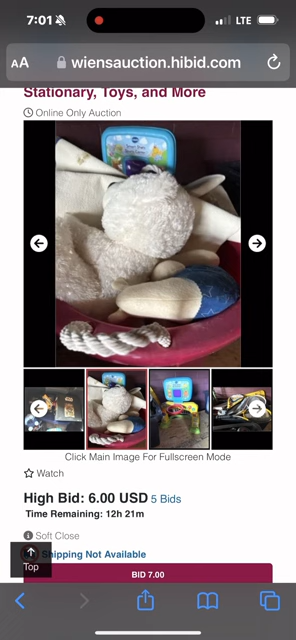 7:01
LTE
AA
wiensauction.hibid.com
Stationary, Toys, and More
Online Only Auction
Click Main Image For Fullscreen Mode
Watch
High Bid: 6.00 USD 5 Bids
Time Remaining: 12h 21m
Soft Close
Shipping Not Available
Top
BID 7.00